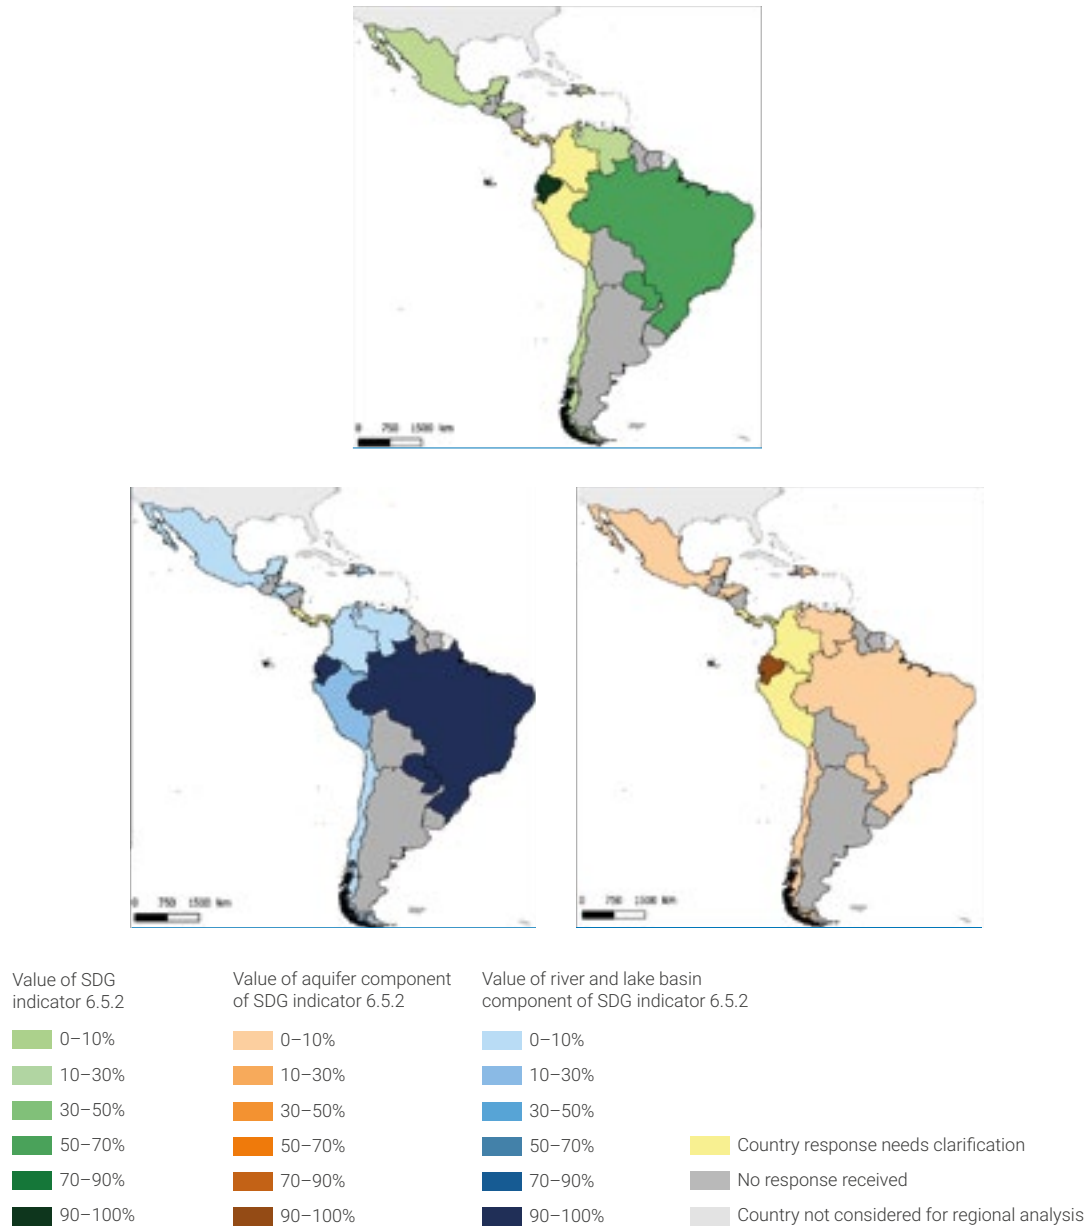 0 750 1500 km
0 750 1500 km
0 750 1500 km
Value of SDG
indicator 6.5.2
0–10%
10–30%
30–50%
50–70%
70–90%
90–100%
Value of aquifer component
of SDG indicator 6.5.2
0–10%
10–30%
30–50%
50–70%
70–90%
90–100%
Value of river and lake basin
component of SDG indicator 6.5.2
0–10%
10–30%
30–50%
50–70%
70–90%
90–100%
Country response needs clarification
No response received
Country not considered for regional analysis